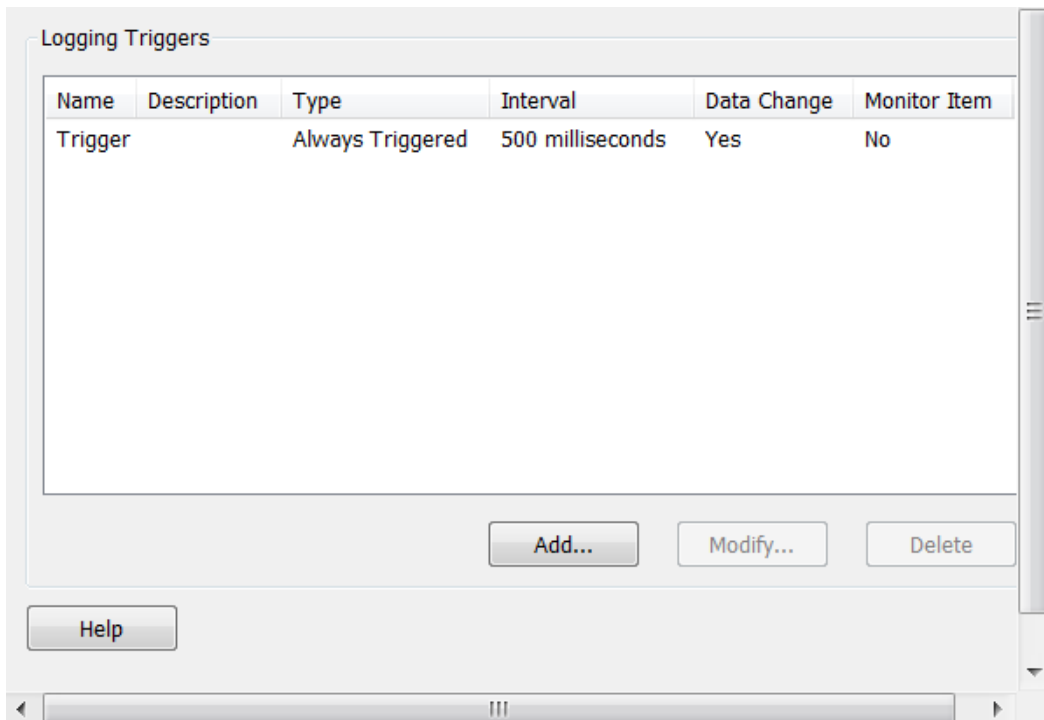 Logging Triggers
Name Description Type Interval Data Change Monitor Item
Trigger Always Triggered 500 milliseconds Yes No
Add... Modify... Delete
Help